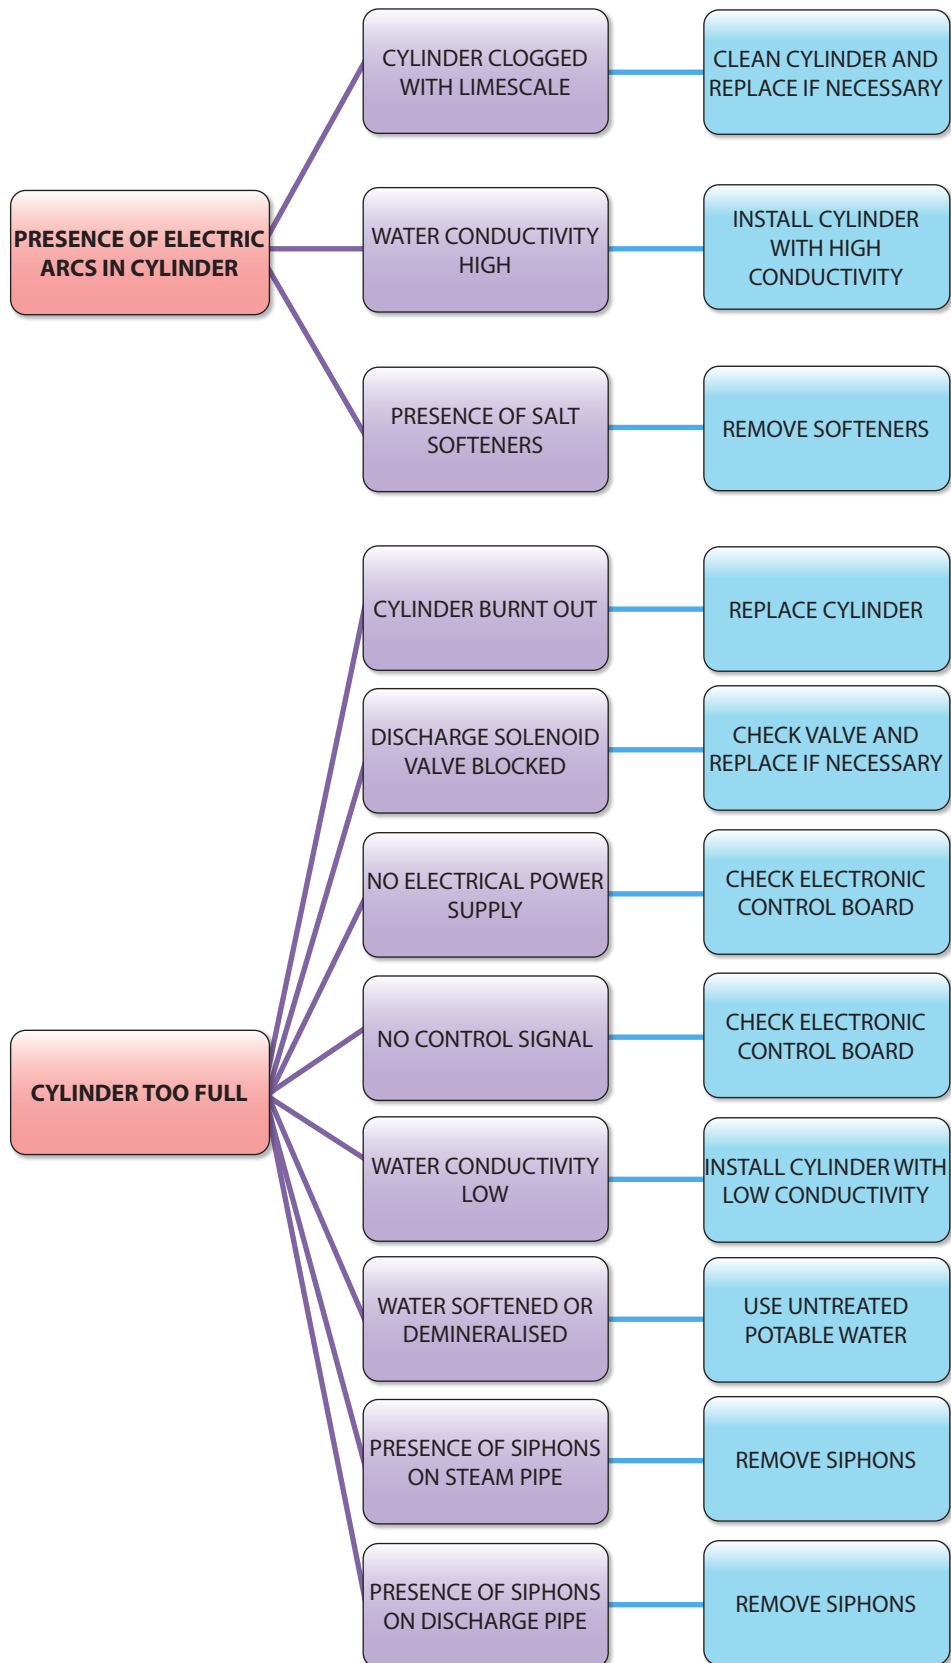 CYLINDER CLOGGED
WITH LIMESCALE
CLEAN CYLINDER AND
REPLACE IF NECESSARY
PRESENCE OF ELECTRIC
ARCS IN CYLINDER
WATER CONDUCTIVITY
HIGH
INSTALL CYLINDER
WITH HIGH
CONDUCTIVITY
PRESENCE OF SALT
SOFTENERS
REMOVE SOFTENERS
CYLINDER BURNT OUT
REPLACE CYLINDER
DISCHARGE SOLENOID
VALVE BLOCKED
CHECK VALVE AND
REPLACE IF NECESSARY
NO ELECTRICAL POWER
SUPPLY
CHECK ELECTRONIC
CONTROL BOARD
CYLINDER TOO FULL
NO CONTROL SIGNAL
CHECK ELECTRONIC
CONTROL BOARD
WATER CONDUCTIVITY
LOW
INSTALL CYLINDER WITH
LOW CONDUCTIVITY
WATER SOFTENED OR
DEMINERALISED
USE UNTREATED
POTABLE WATER
PRESENCE OF SIPHONS
ON STEAM PIPE
REMOVE SIPHONS
PRESENCE OF SIPHONS
ON DISCHARGE PIPE
REMOVE SIPHONS